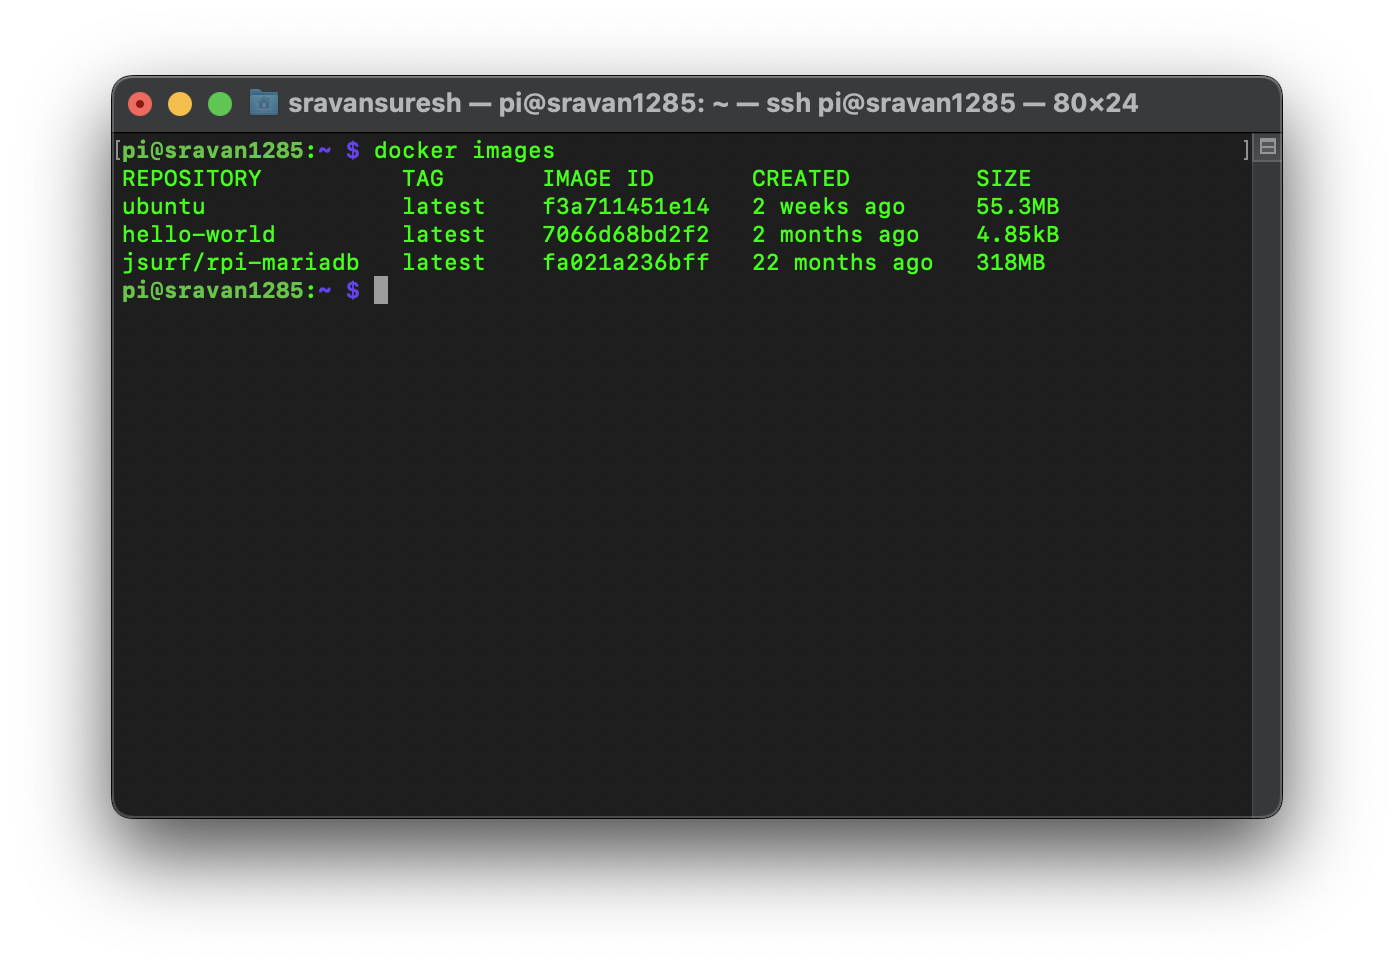 sravansuresh — pi@sravan1285: ~ — ssh pi@sravan1285 — 80×24
[pi@sravan1285:~ $ docker images ]
REPOSITORY          TAG       IMAGE ID       CREATED         SIZE
ubuntu              latest    f3a711451e14   2 weeks ago     55.3MB
hello-world         latest    7066d68bd2f2   2 months ago    4.85kB
jsurf/rpi-mariadb   latest    fa021a236bff   22 months ago   318MB
pi@sravan1285:~ $